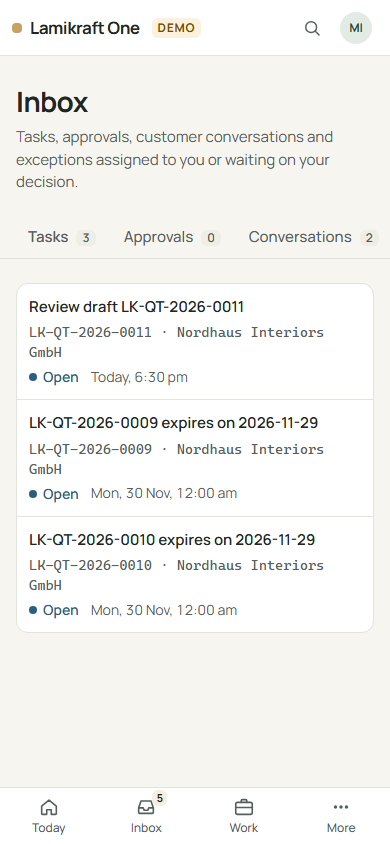 Lamikraft One DEMO MI
Inbox
Tasks, approvals, customer conversations and
exceptions assigned to you or waiting on your
decision.
Tasks 3 Approvals 0 Conversations 2
Review draft LK-QT-2026-0011
LK-QT-2026-0011 · Nordhaus Interiors
GmbH
Open Today, 6:30 pm
LK-QT-2026-0009 expires on 2026-11-29
LK-QT-2026-0009 · Nordhaus Interiors
GmbH
Open Mon, 30 Nov, 12:00 am
LK-QT-2026-0010 expires on 2026-11-29
LK-QT-2026-0010 · Nordhaus Interiors
GmbH
Open Mon, 30 Nov, 12:00 am
5
Today Inbox Work More